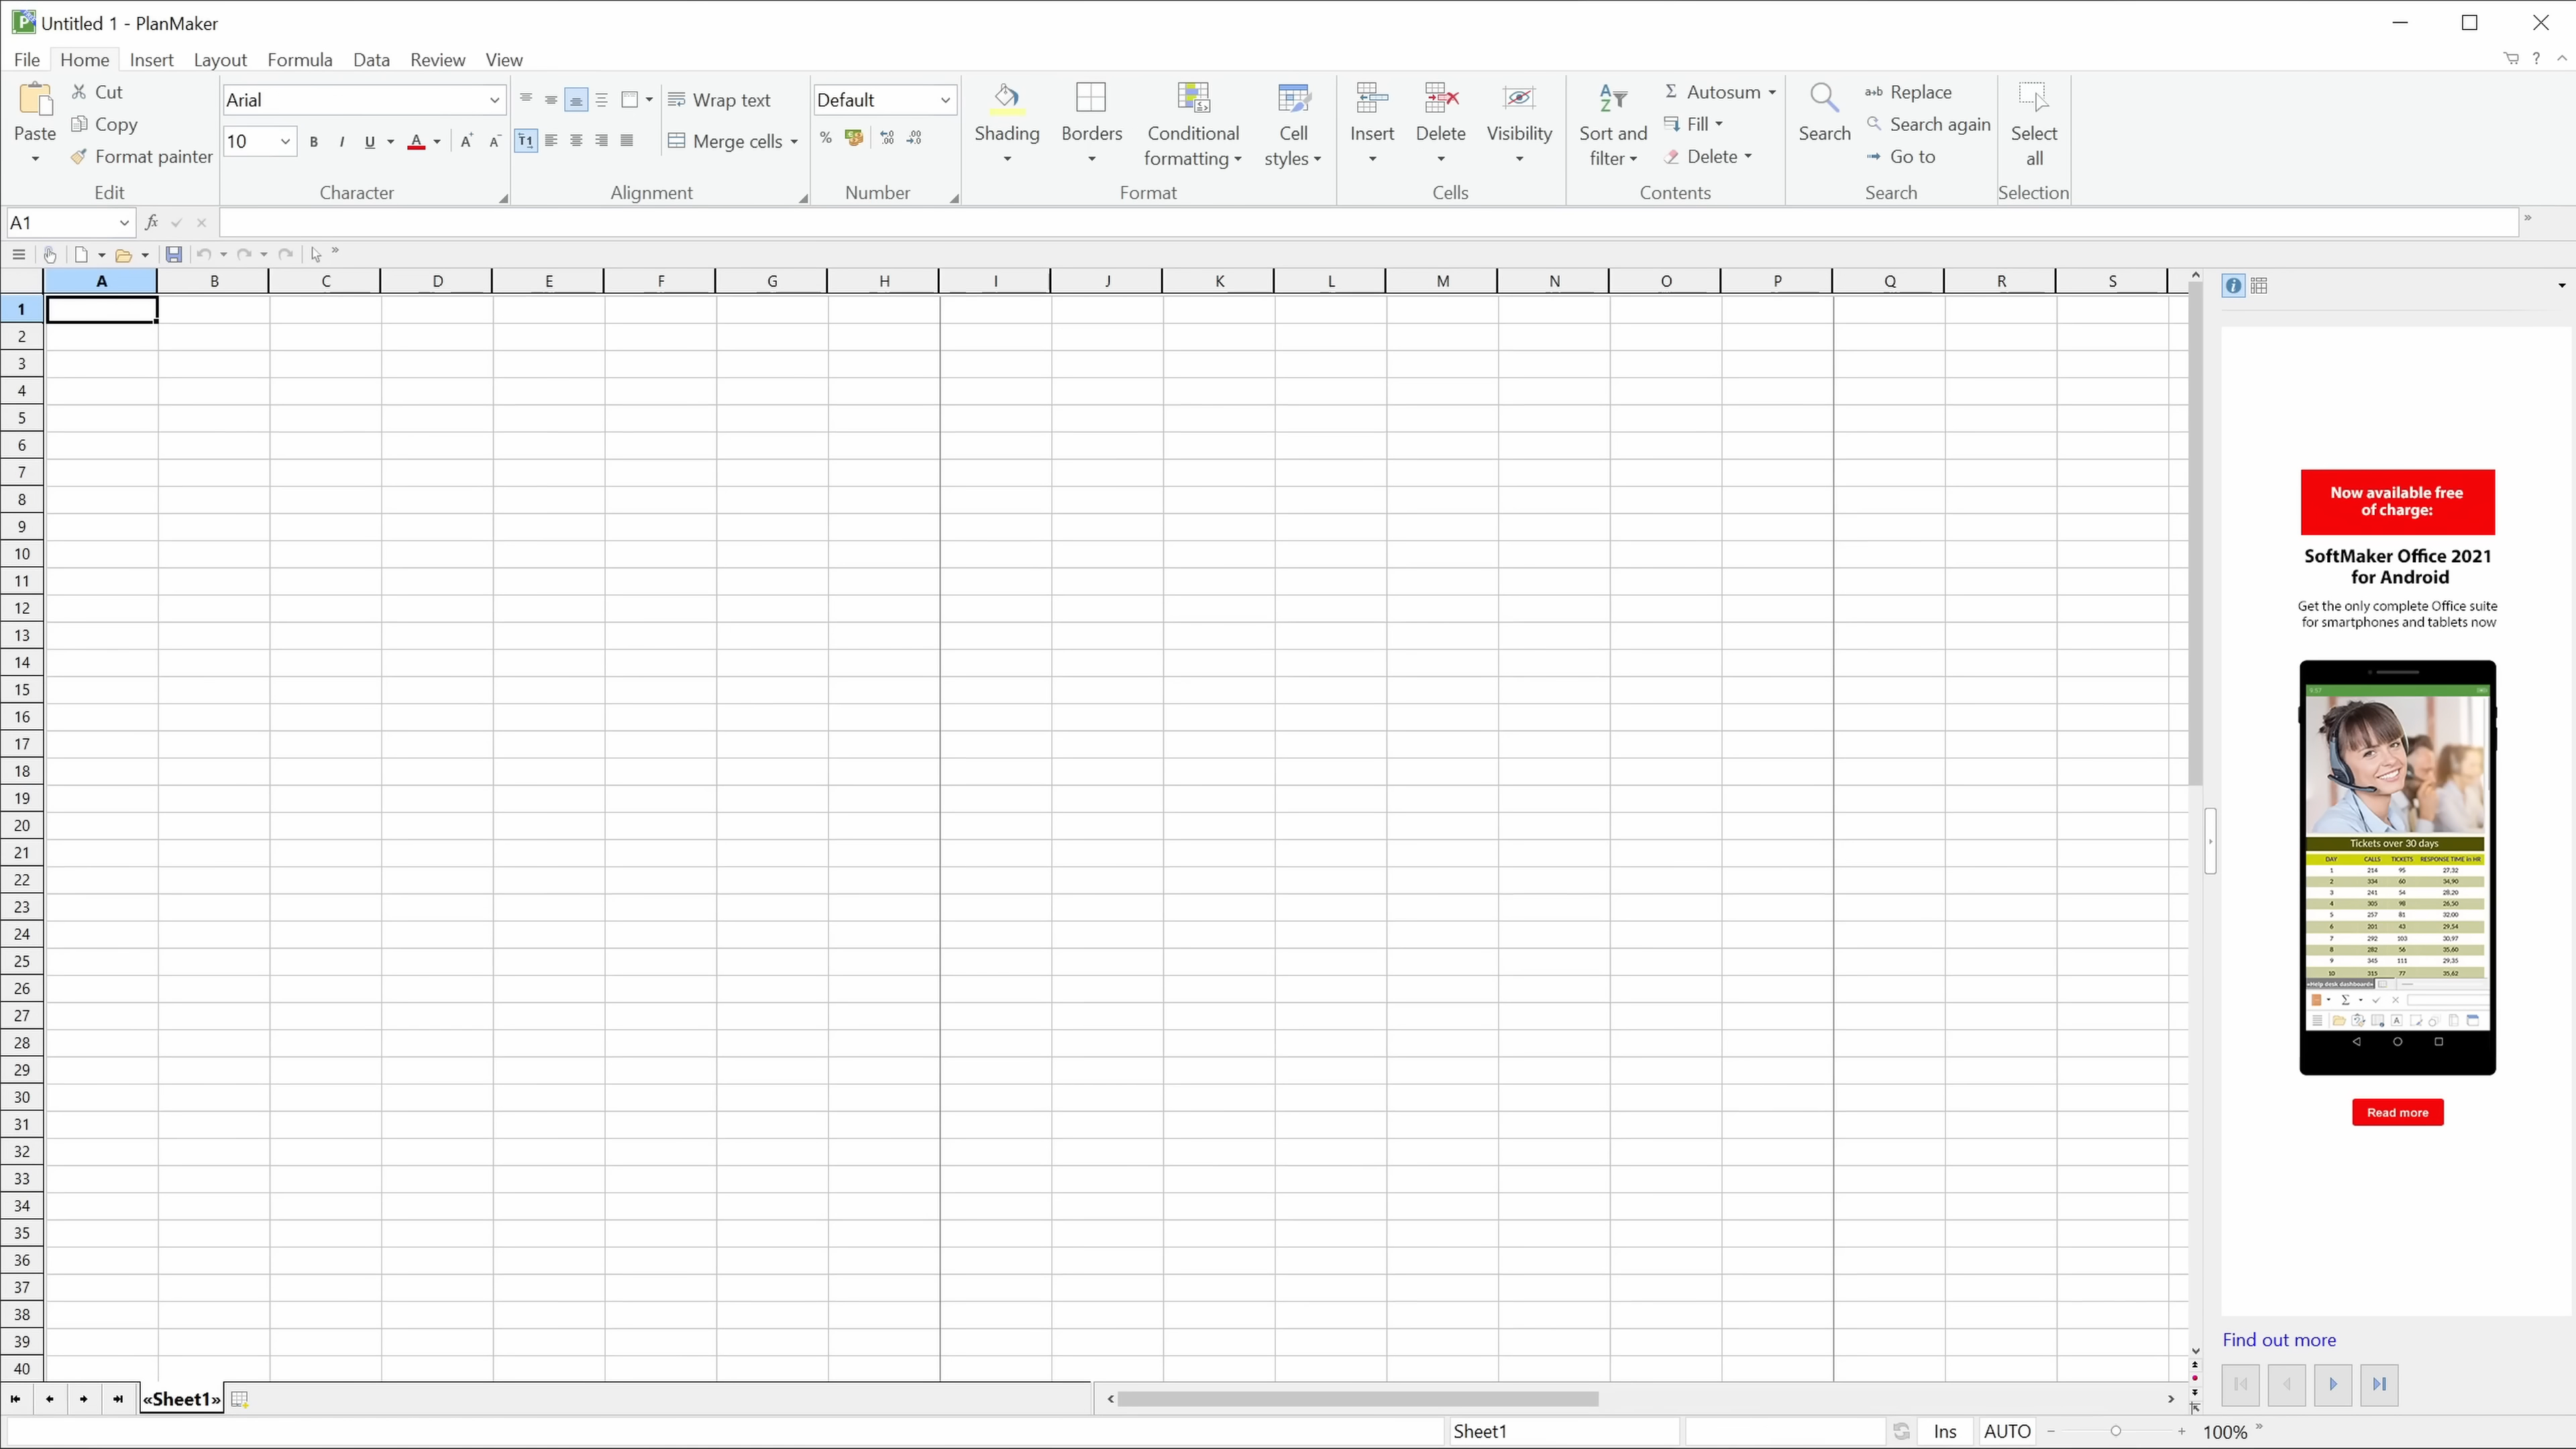 Untitled 1 - PlanMaker
File Home Insert Layout Formula Data Review View
Paste
Cut
Copy
Format painter
Edit
Arial
10
Character
Wrap text
Merge cells
Alignment
Default
Number
Shading
Borders
Conditional
formatting
Cell
styles
Format
Insert
Delete
Visibility
Cells
Sort and
filter
Autosum
Fill
Delete
Contents
Search
Replace
Search again
Go to
Search
Select
all
Selection
A1
A B C D E F G H I J K L M N O P Q R S
1
2
3
4
5
6
7
8
9
10
11
12
13
14
15
16
17
18
19
20
21
22
23
24
25
26
27
28
29
30
31
32
33
34
35
36
37
38
39
40
Now available free
of charge:
SoftMaker Office 2021
for Android
Get the only complete Office suite
for smartphones and tablets now
Tickets over 30 days
DAY CALLS TICKETS RESPONSE TIME in HR
1 214 95 27,32
2 334 60 34,90
3 241 54 28,20
4 305 98 26,50
5 257 81 32,00
6 201 43 29,54
7 292 103 30,97
8 282 56 35,60
9 345 111 29,35
10 315 77 35,62
«Help desk dashboard»
Read more
Find out more
«Sheet1»
Sheet1
Ins
AUTO
100%